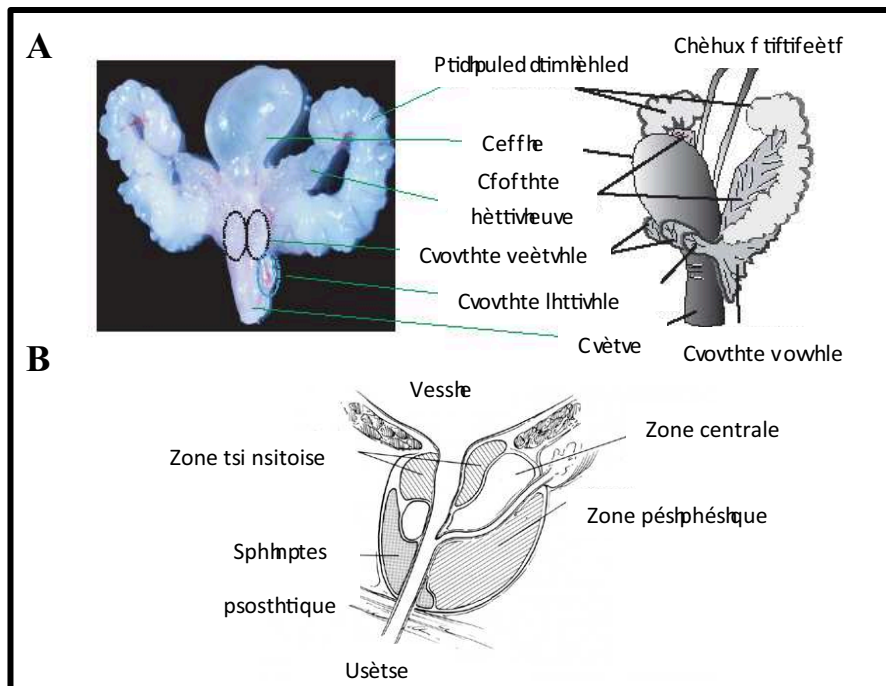 A
Chèhux f tiftifeètf
Ptidhpuled dtimhèhled
Ceffhe
Cfofthte
hèttivheuve
Cvovthte veètvhle
Cvovthte lhttivhle
Cvètve
Cvovthte vovvhle
B
Vesshe
Zone centrale
Zone tsi nsitoise
Zone péshphéshque
Sphhnptes
psosthtique
Usètse